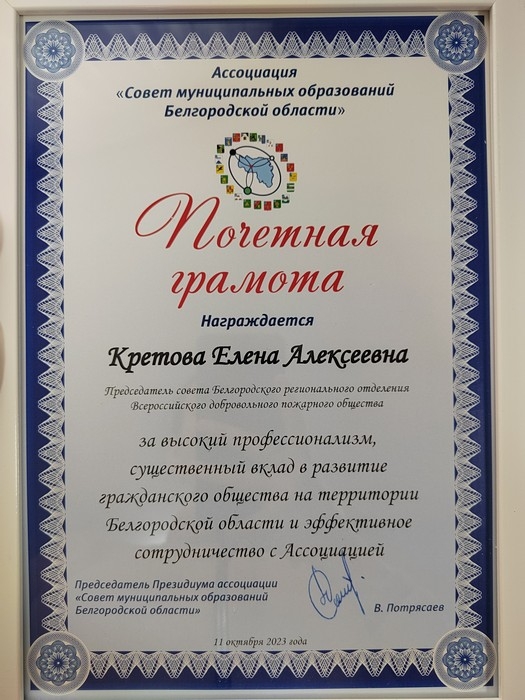 Ассоциация
«Совет муниципальных образований
Белгородской области»
Почетная
грамота
Награждается
Кретова Елена Алексеевна
Председатель совета Белгородского регионального отделения
Всероссийского добровольного пожарного общества
за высокий профессионализм,
существенный вклад в развитие
гражданского общества на территории
Белгородской области и эффективное
сотрудничество с Ассоциацией
Председатель Президиума ассоциации
«Совет муниципальных образований
Белгородской области»
В. Потрясаев
11 октября 2023 года